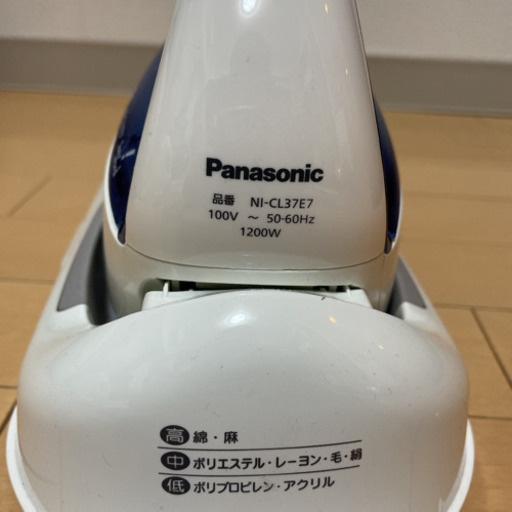 Panasonic
品番 NI-CL37E7
100V ～ 50-60Hz
1200W
高 綿・麻
中 ポリエステル・レーヨン・毛・絹
低 ポリプロピレン・アクリル